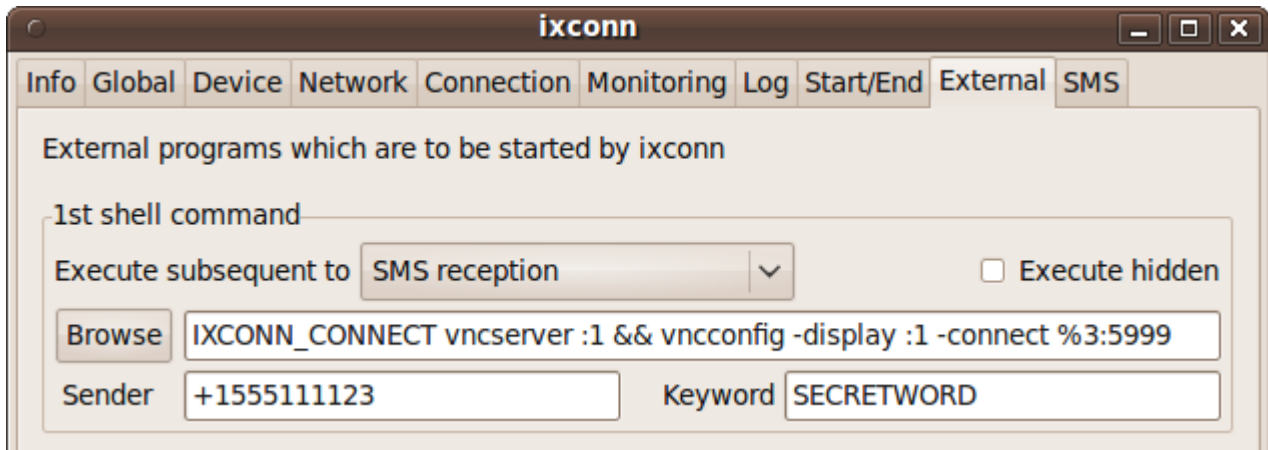 ixconn
Info Global Device Network Connection Monitoring Log Start/End External SMS
External programs which are to be started by ixconn
1st shell command
Execute subsequent to SMS reception Execute hidden
Browse IXCONN_CONNECT vncserver :1 && vncconfig -display :1 -connect %3:5999
Sender +1555111123 Keyword SECRETWORD